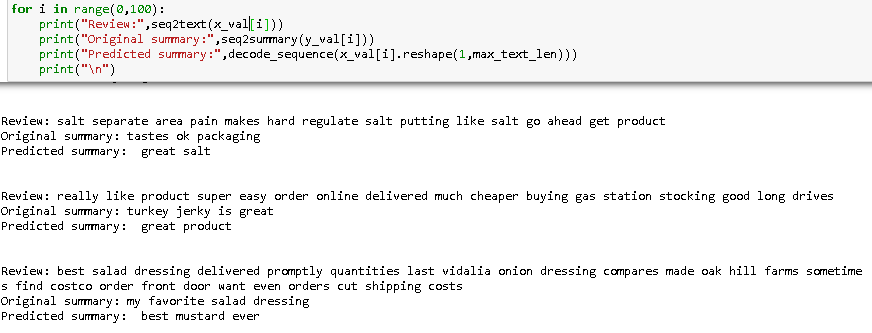 for i in range(0,100):
    print("Review:",seq2text(x_val[i]))
    print("Original summary:",seq2summary(y_val[i]))
    print("Predicted summary:",decode_sequence(x_val[i].reshape(1,max_text_len)))
    print("\n")
Review: salt separate area pain makes hard regulate salt putting like salt go ahead get product
Original summary: tastes ok packaging
Predicted summary:  great salt
Review: really like product super easy order online delivered much cheaper buying gas station stocking good long drives
Original summary: turkey jerky is great
Predicted summary:  great product
Review: best salad dressing delivered promptly quantities last vidalia onion dressing compares made oak hill farms sometime
s find costco order front door want even orders cut shipping costs
Original summary: my favorite salad dressing
Predicted summary:  best mustard ever